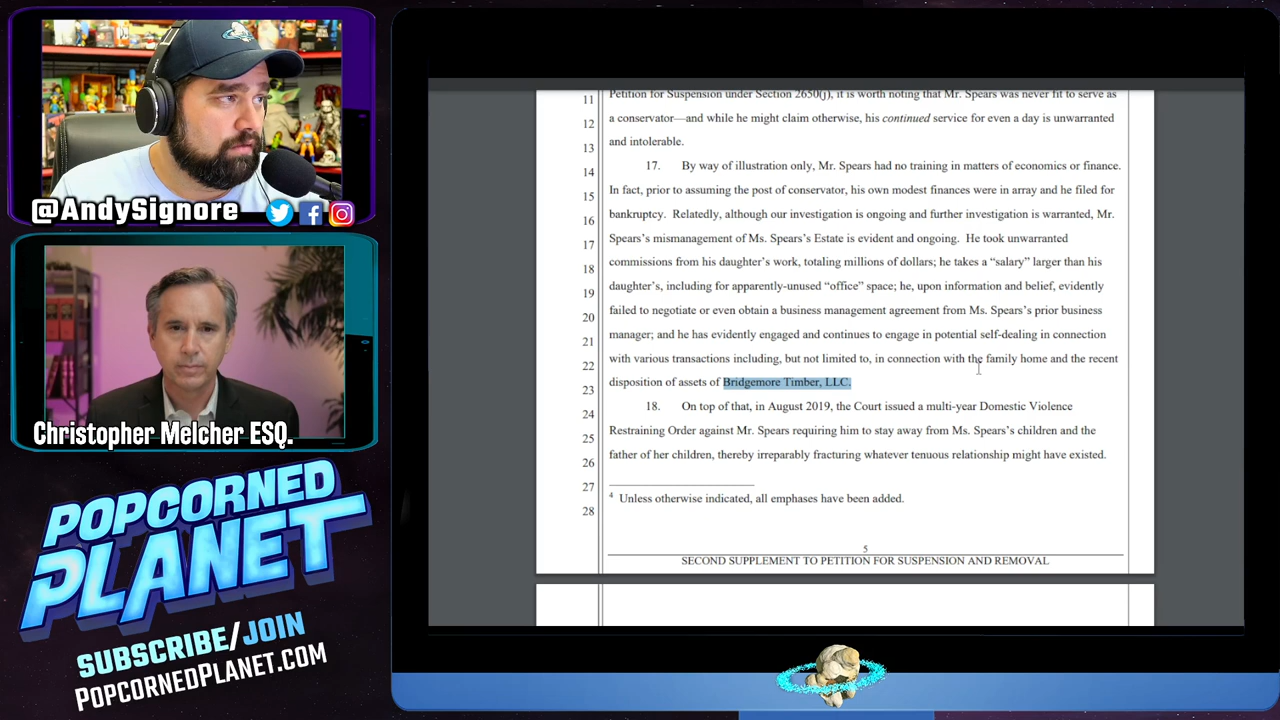 @AndySignore
Christopher Melcher ESQ.
POPCORNED
PLANET
SUBSCRIBE/JOIN
POPCORNEDPLANET.COM
11 Petition for Suspension under Section 2650(j), it is worth noting that Mr. Spears was never fit to serve as
12 a conservator—and while he might claim otherwise, his continued service for even a day is unwarranted
13 and intolerable.
14 17. By way of illustration only, Mr. Spears had no training in matters of economics or finance.
15 In fact, prior to assuming the post of conservator, his own modest finances were in array and he filed for
16 bankruptcy. Relatedly, although our investigation is ongoing and further investigation is warranted, Mr.
17 Spears's mismanagement of Ms. Spears's Estate is evident and ongoing. He took unwarranted
18 commissions from his daughter's work, totaling millions of dollars; he takes a “salary” larger than his
19 daughter's, including for apparently-unused “office” space; he, upon information and belief, evidently
20 failed to negotiate or even obtain a business management agreement from Ms. Spears's prior business
21 manager; and he has evidently engaged and continues to engage in potential self-dealing in connection
22 with various transactions including, but not limited to, in connection with the family home and the recent
23 disposition of assets of Bridgemore Timber, LLC.
24 18. On top of that, in August 2019, the Court issued a multi-year Domestic Violence
25 Restraining Order against Mr. Spears requiring him to stay away from Ms. Spears's children and the
26 father of her children, thereby irreparably fracturing whatever tenuous relationship might have existed.
27
28 4 Unless otherwise indicated, all emphases have been added.
5
SECOND SUPPLEMENT TO PETITION FOR SUSPENSION AND REMOVAL